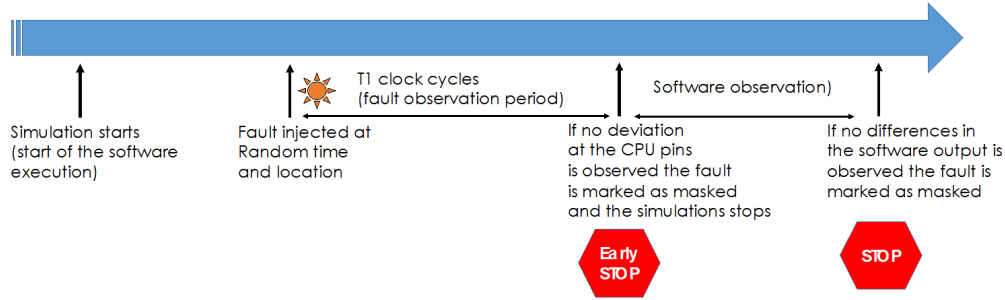 T1 clock cycles
(fault observation period)
Software observation)
Simulation starts
(start of the software
execution)
Fault injected at
Random time
and location
If no deviation
at the CPU pins
is observed the fault
is marked as masked
and the simulations stops
If no differences in
the software output is
observed the fault is
marked as masked
Early
STOP
STOP